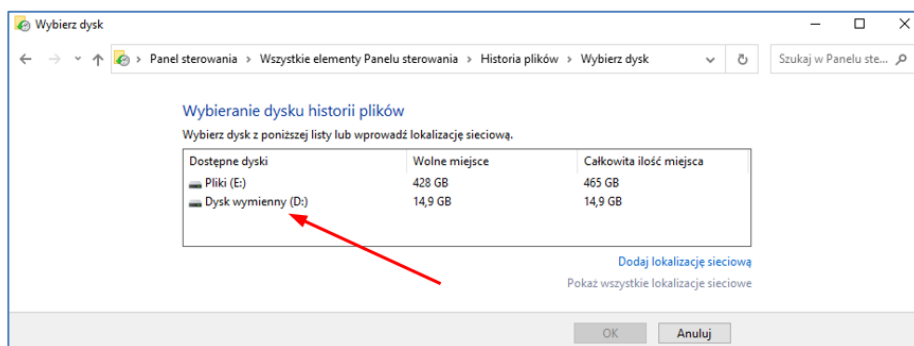 Wybierz dysk
Panel sterowania > Wszystkie elementy Panelu sterowania > Historia plików > Wybierz dysk
Szukaj w Panelu ste...
Wybieranie dysku historii plików
Wybierz dysk z poniższej listy lub wprowadź lokalizację sieciową.
Dostępne dyski Wolne miejsce Całkowita ilość miejsca
Pliki (E:) 428 GB 465 GB
Dysk wymienny (D:) 14,9 GB 14,9 GB
Dodaj lokalizację sieciową
Pokaż wszystkie lokalizacje sieciowe
OK Anuluj